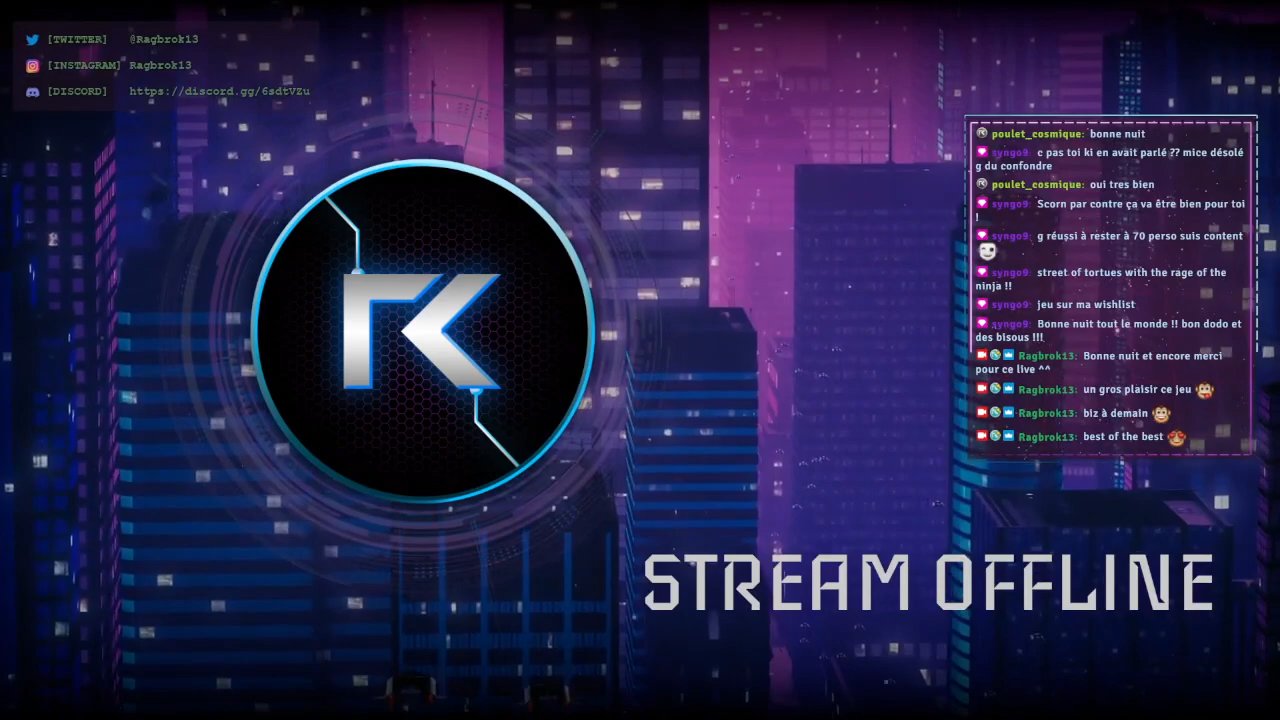 [TWITTER] @Ragbrok13
[INSTAGRAM] Ragbrok13
[DISCORD] https://discord.gg/6sdtVZu
poulet_cosmique: bonne nuit
syngo9: c pas toi ki en avait parlé ?? mice désolé
g du confondre
poulet_cosmique: oui tres bien
syngo9: Scorn par contre ça va être bien pour toi
!
syngo9: g réussi à rester à 70 perso suis content
syngo9: street of tortues with the rage of the
ninja !!
syngo9: jeu sur ma wishlist
syngo9: Bonne nuit tout le monde !! bon dodo et
des bisous !!!
Ragbrok13: Bonne nuit et encore merci
pour ce live ^^
Ragbrok13: un gros plaisir ce jeu
Ragbrok13: biz à demain
Ragbrok13: best of the best
RK
STREAM OFFLINE